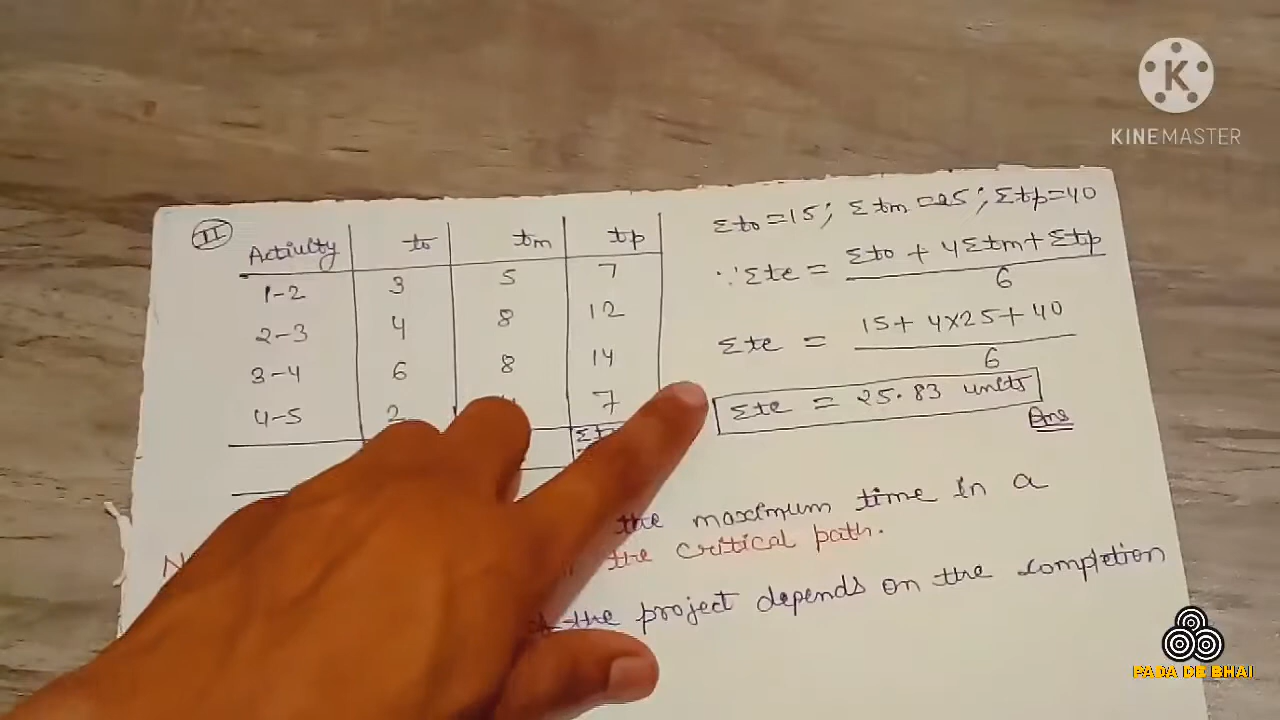 KINEMASTER
II
Activity to tm tp
1-2 3 5 7
2-3 4 8 12
3-4 6 8 14
4-5 2 7
Σto=15; Σtm=25; Σtp=40
∵Σte = Σto + 4Σtm + Σtp
6
Σte = 15+ 4×25+ 40
6
Σte = 25.83 units
Ans
the maximum time in a
the critical path.
of the project depends on the completion
PADA DE BHAI